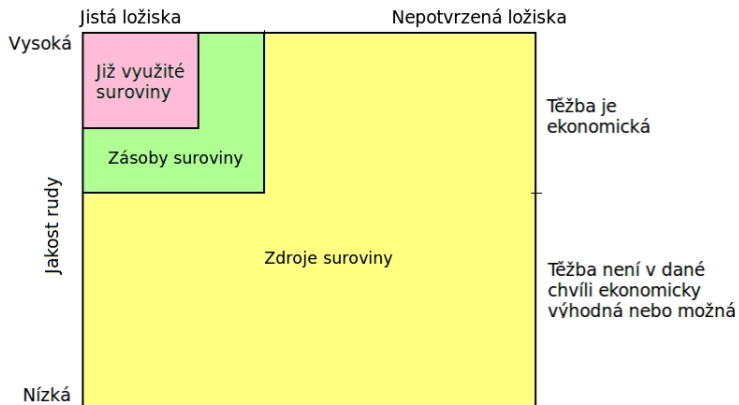 Jistá ložiska
Nepotvrzená ložiska
Vysoká
Již využité
suroviny
Těžba je
ekonomická
Zásoby suroviny
Jakost rudy
Zdroje suroviny
Těžba není v dané
chvíli ekonomicky
výhodná nebo možná
Nízká